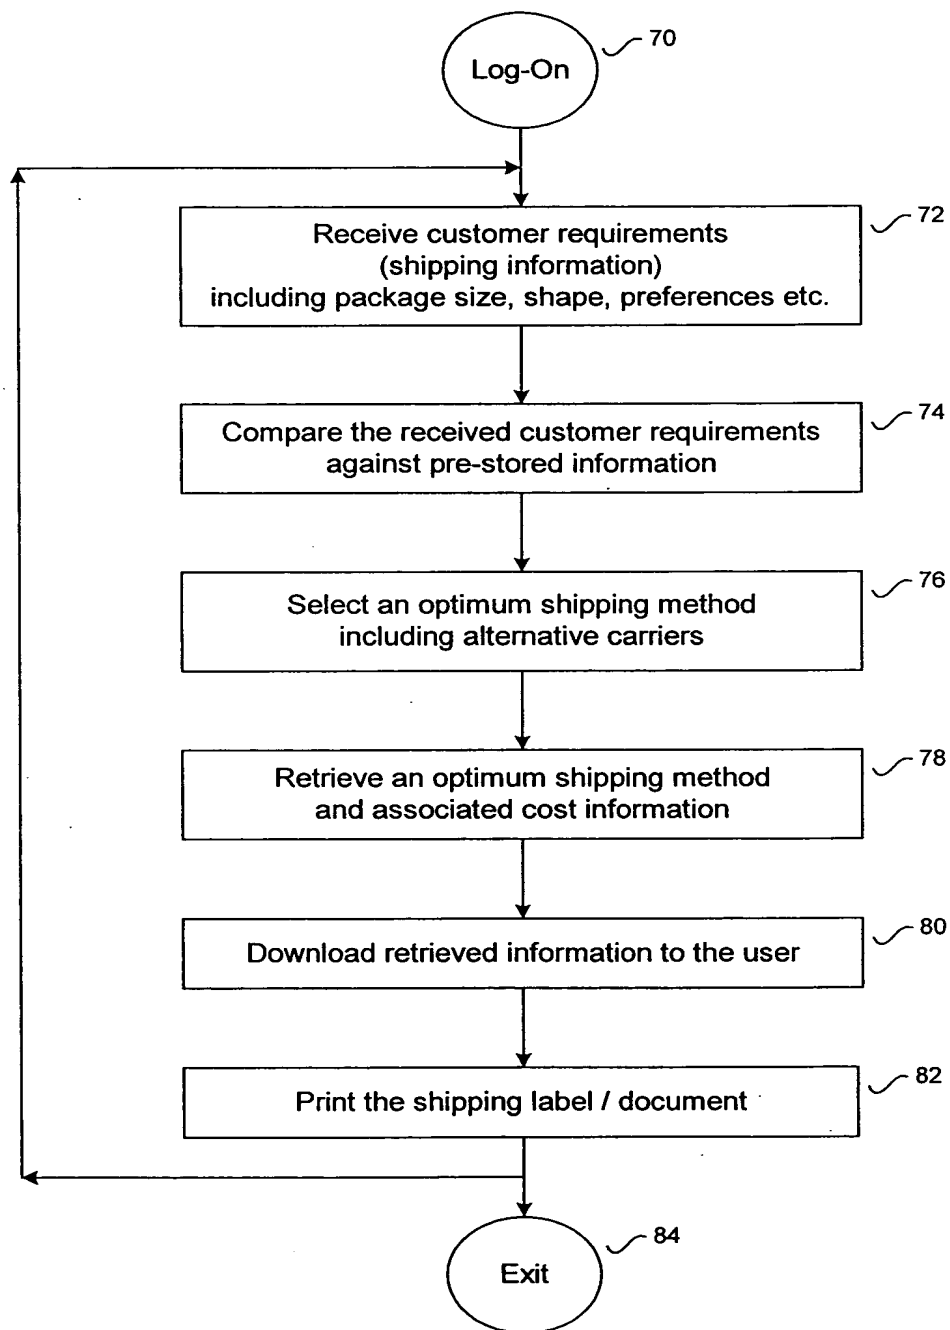 70
Log-On
72
Receive customer requirements
(shipping information)
including package size, shape, preferences etc.
74
Compare the received customer requirements
against pre-stored information
76
Select an optimum shipping method
including alternative carriers
78
Retrieve an optimum shipping method
and associated cost information
80
Download retrieved information to the user
82
Print the shipping label / document
84
Exit